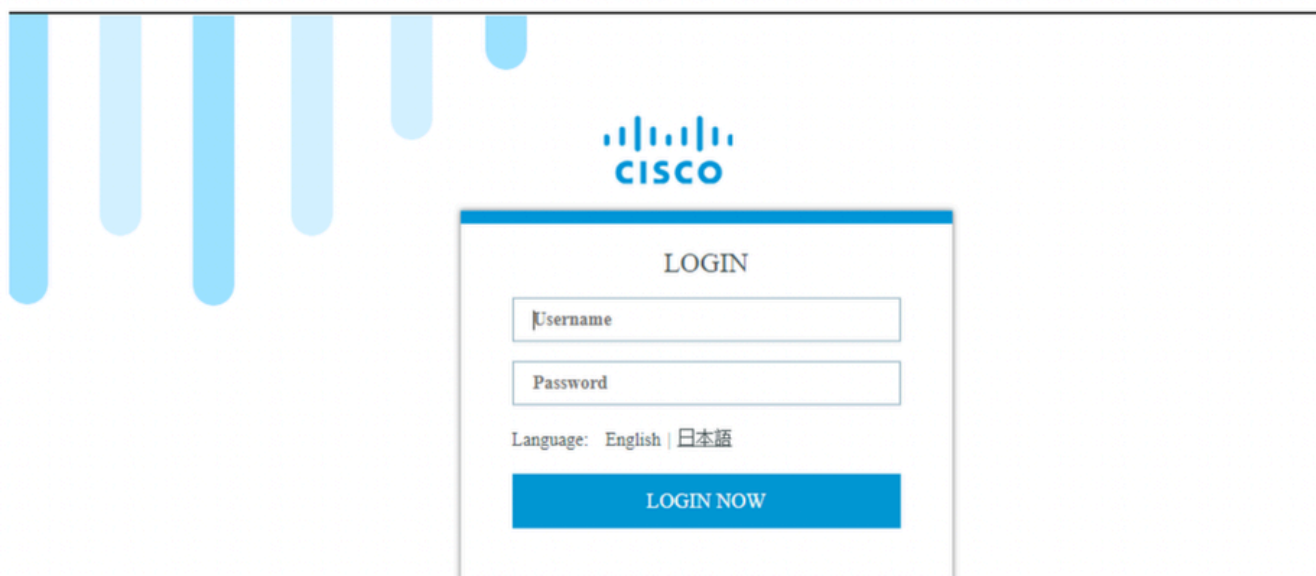 CISCO
LOGIN
Username
Password
Language: English | 日本語
LOGIN NOW